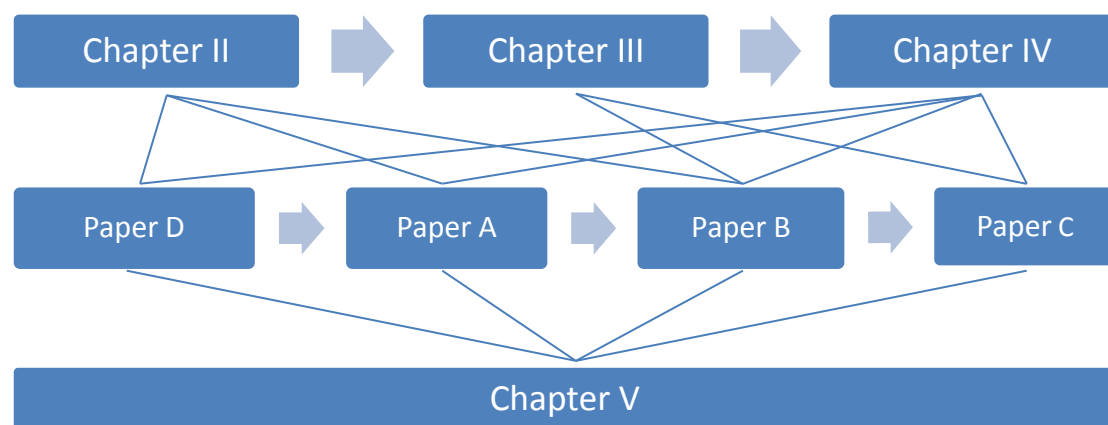 Chapter II
Chapter III
Chapter IV
Paper D
Paper A
Paper B
Paper C
Chapter V